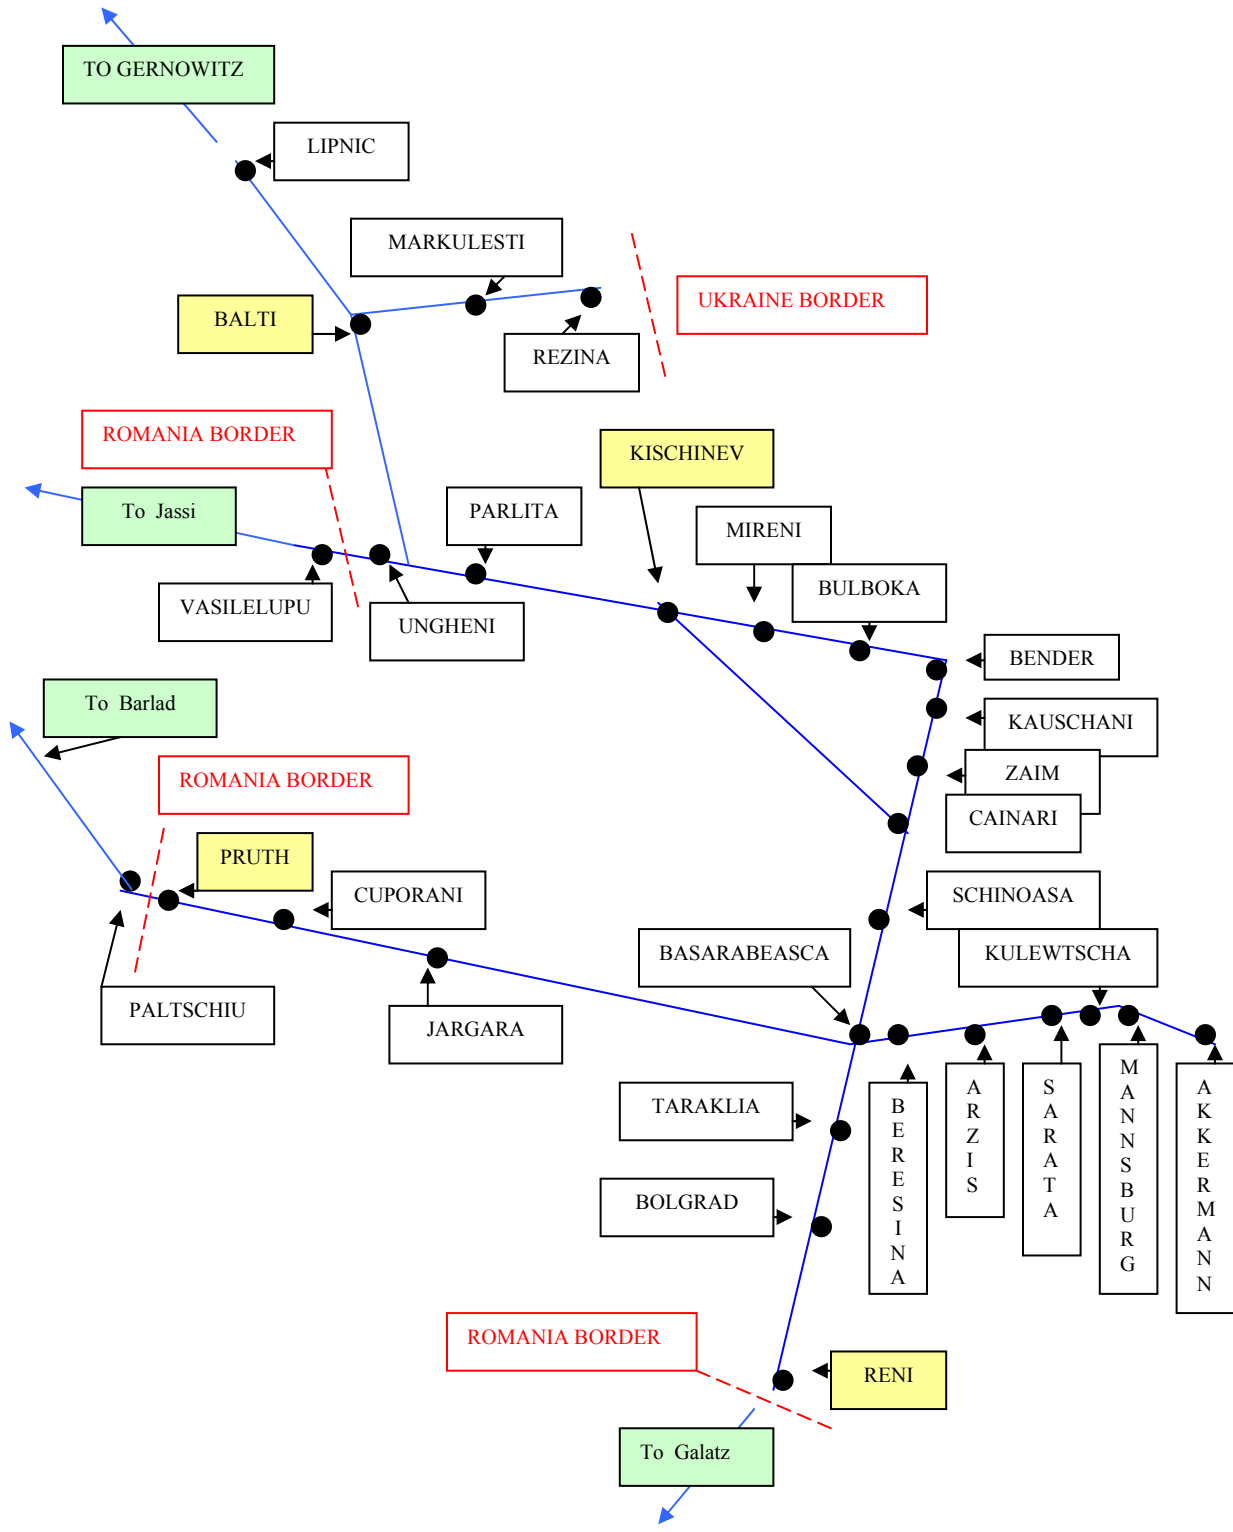 TO GERNOWITZ
LIPNIC
MARKULESTI
BALTI
UKRAINE BORDER
REZINA
ROMANIA BORDER
KISCHINEV
To Jassi
PARLITA
MIRENI
BULBOKA
VASILELUPU
UNGHENI
BENDER
To Barlad
KAUSCHANI
ROMANIA BORDER
ZAIM
CAINARI
PRUTH
CUPORANI
SCHINOASA
BASARABEASCA
KULEWTSCHA
PALTSCHIU
JARGARA
TARAKLIA
BERESINA
ARZIS
SARATA
MANNSBURG
AKKERMANN
BOLGRAD
ROMANIA BORDER
RENI
To Galatz